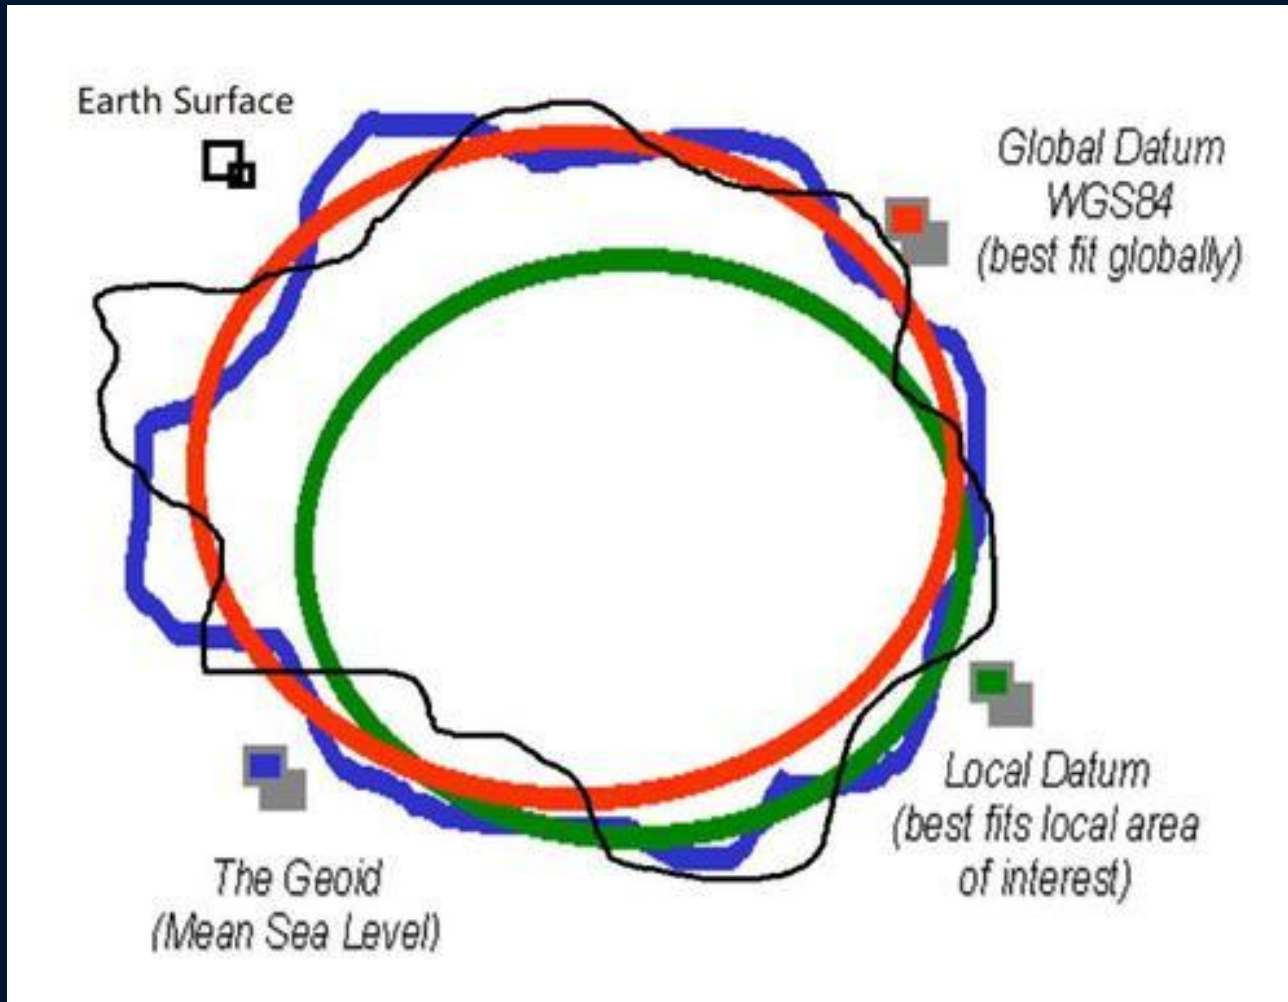 Earth Surface
Global Datum
WGS84
(best fit globally)
Local Datum
(best fits local area
of interest)
The Geoid
(Mean Sea Level)